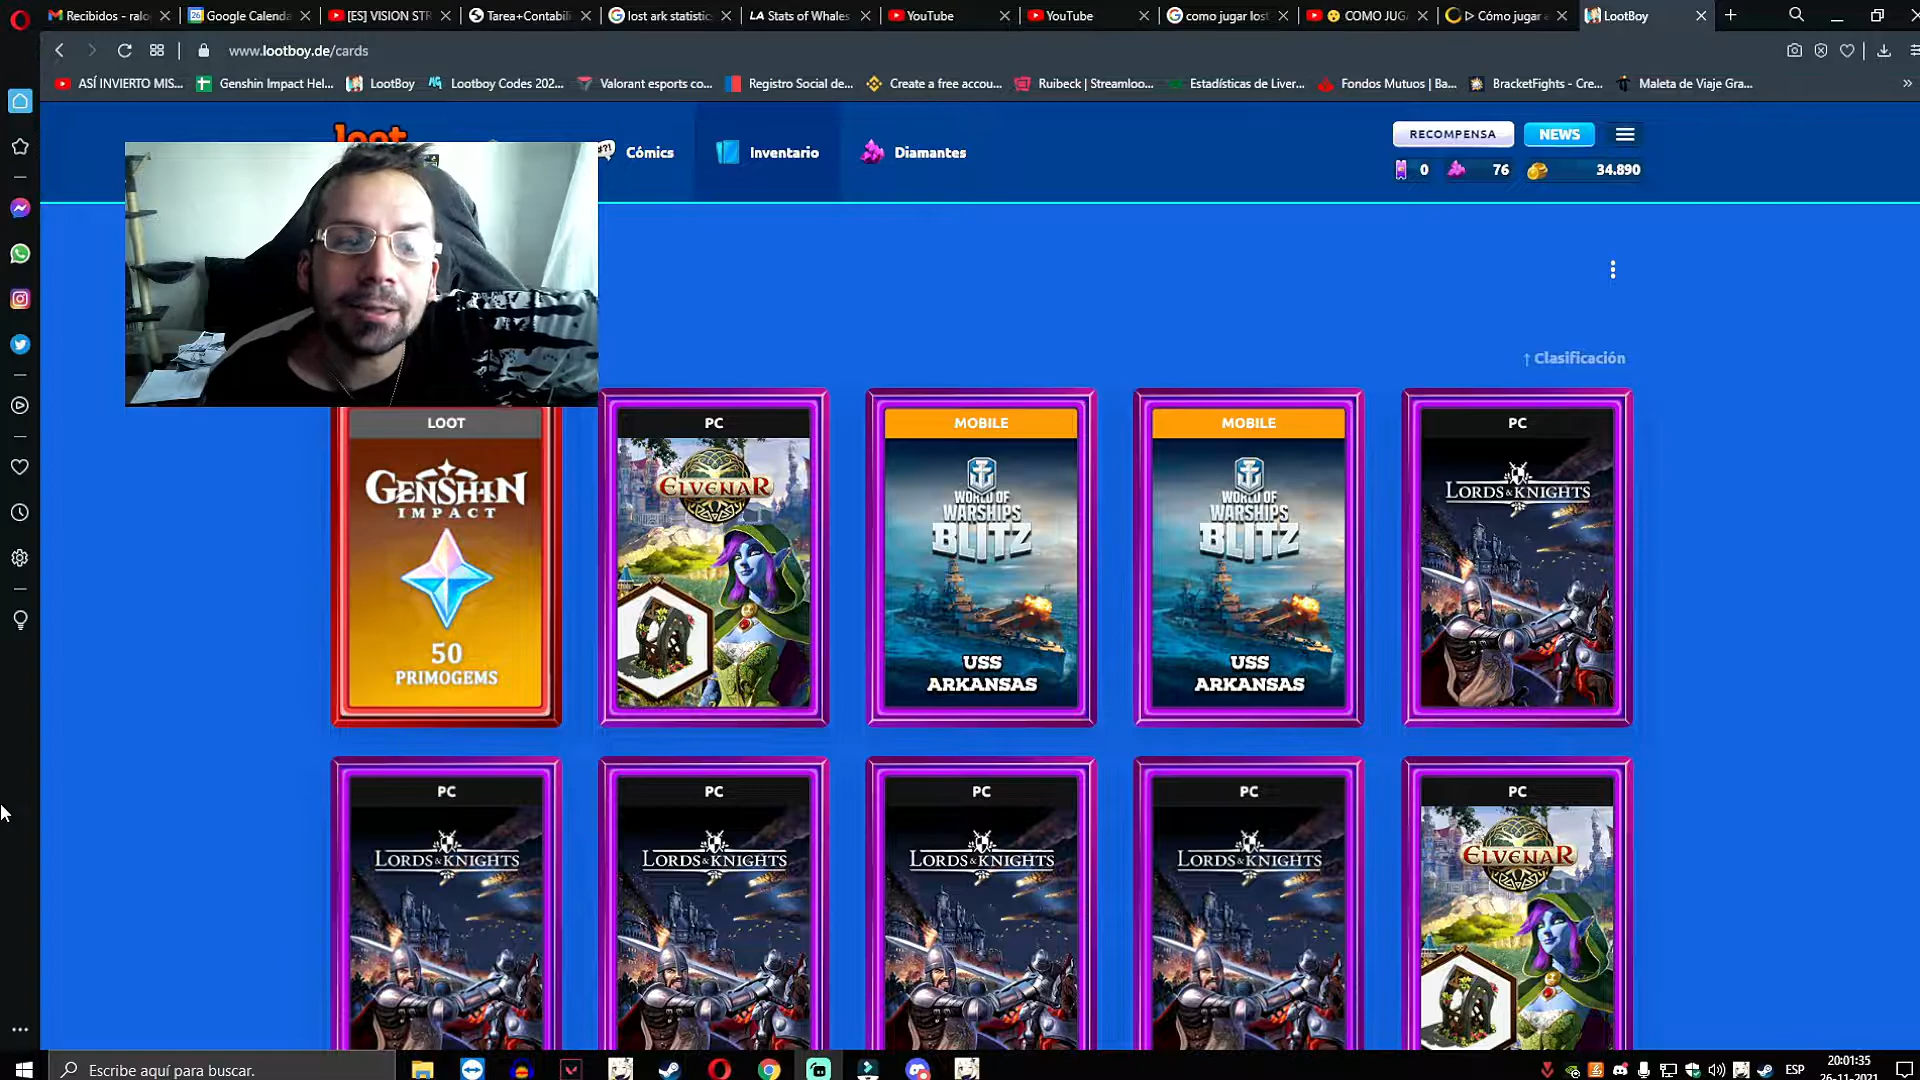 Recibidos - ralo
Google Calenda
[ES] VISION STR
Tarea+Contabili
lost ark statistic
LA Stats of Whales
YouTube
YouTube
como jugar lost
COMO JUG
Cómo jugar a
LootBoy
www.lootboy.de/cards
ASÍ INVIERTO MIS...
Genshin Impact Hel...
LootBoy
Lootboy Codes 202...
Valorant esports co...
Registro Social de...
Create a free accou...
Ruibeck | Streamloo...
Estadísticas de Liver...
Fondos Mutuos | Ba...
BracketFights - Cre...
Maleta de Viaje Gra...
loot
Cómics
Inventario
Diamantes
RECOMPENSA
NEWS
0
76
34.890
↑ Clasificación
LOOT
GENSHIN
IMPACT
50
PRIMOGEMS
PC
ELVENAR
MOBILE
WORLD OF
WARSHIPS
BLITZ
USS
ARKANSAS
MOBILE
WORLD OF
WARSHIPS
BLITZ
USS
ARKANSAS
PC
LORDS&KNIGHTS
PC
LORDS&KNIGHTS
PC
LORDS&KNIGHTS
PC
LORDS&KNIGHTS
PC
LORDS&KNIGHTS
PC
ELVENAR
Escribe aquí para buscar.
ESP
20:01:35
26-11-2021